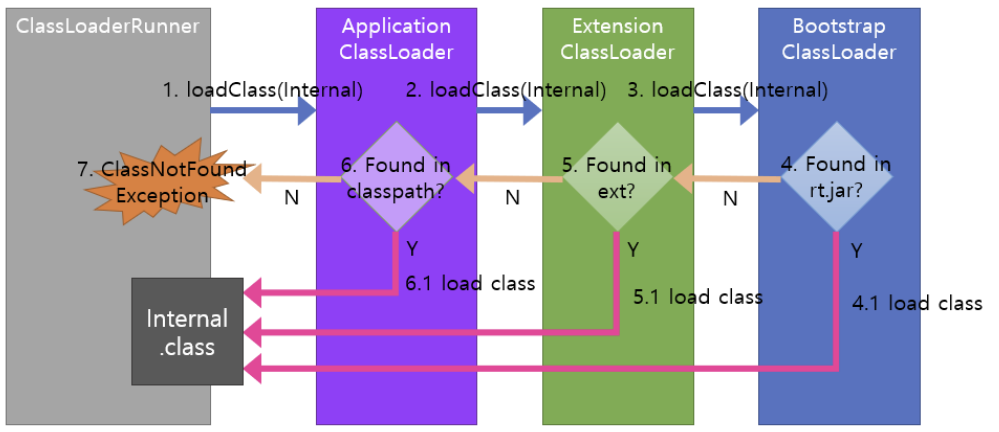 ClassLoaderRunner
Application
ClassLoader
Extension
ClassLoader
Bootstrap
ClassLoader
1. loadClass(Internal)
2. loadClass(Internal)
3. loadClass(Internal)
7. ClassNotFound
Exception
N
6. Found in
classpath?
N
5. Found in
ext?
N
4. Found in
rt.jar?
Y
Y
Y
6.1 load class
5.1 load class
4.1 load class
Internal
.class